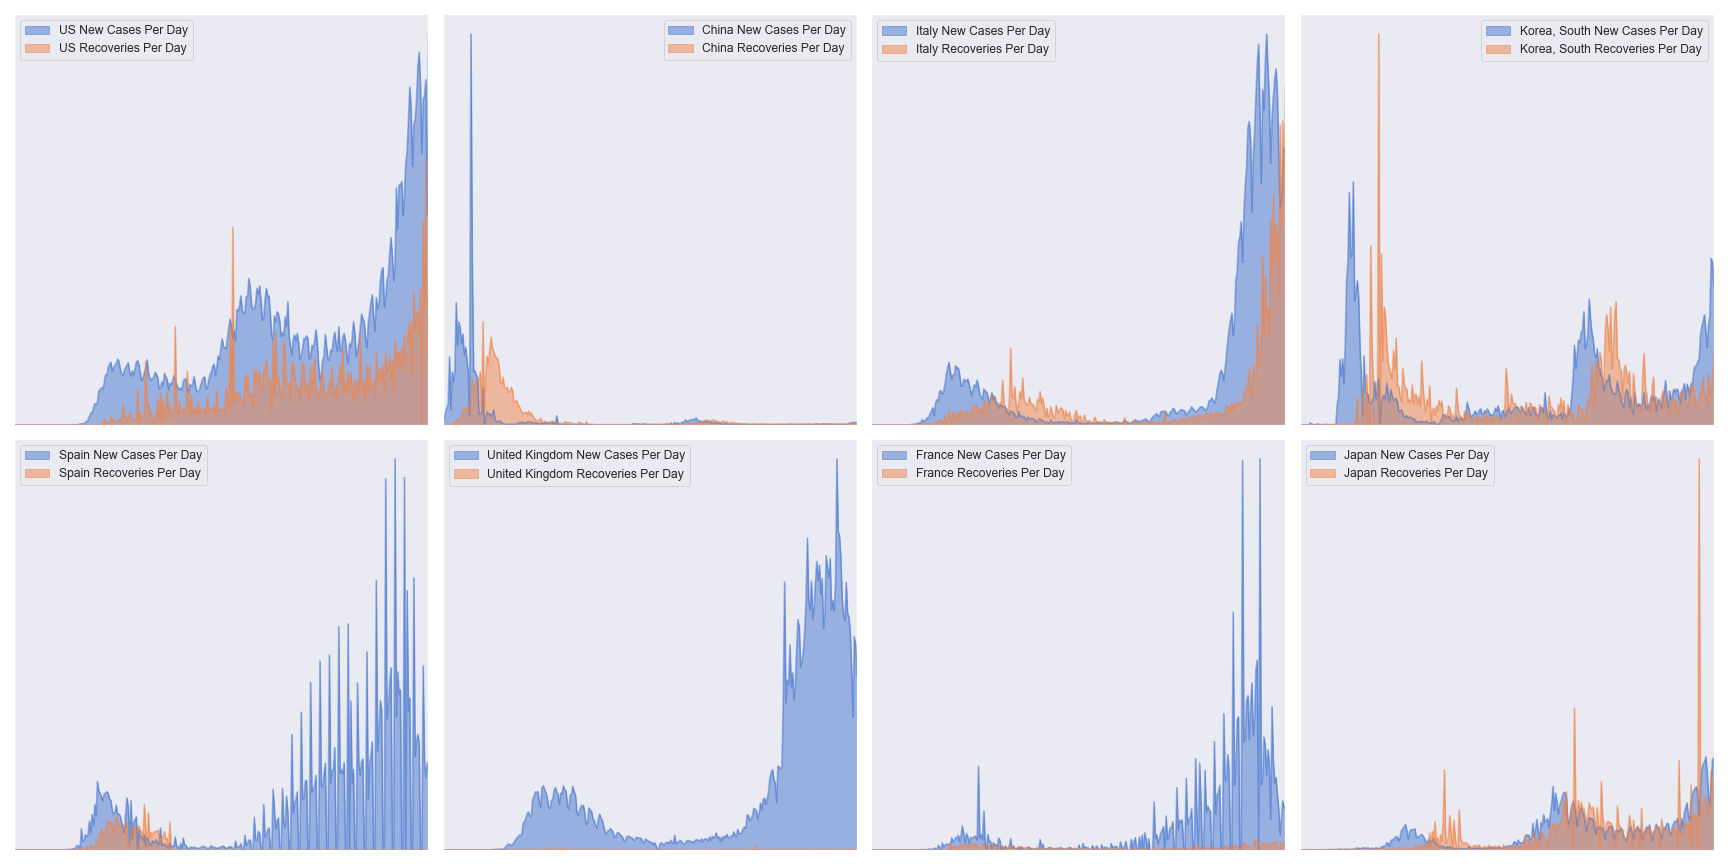 US New Cases Per Day
US Recoveries Per Day
China New Cases Per Day
China Recoveries Per Day
Italy New Cases Per Day
Italy Recoveries Per Day
Korea, South New Cases Per Day
Korea, South Recoveries Per Day
Spain New Cases Per Day
Spain Recoveries Per Day
United Kingdom New Cases Per Day
United Kingdom Recoveries Per Day
France New Cases Per Day
France Recoveries Per Day
Japan New Cases Per Day
Japan Recoveries Per Day